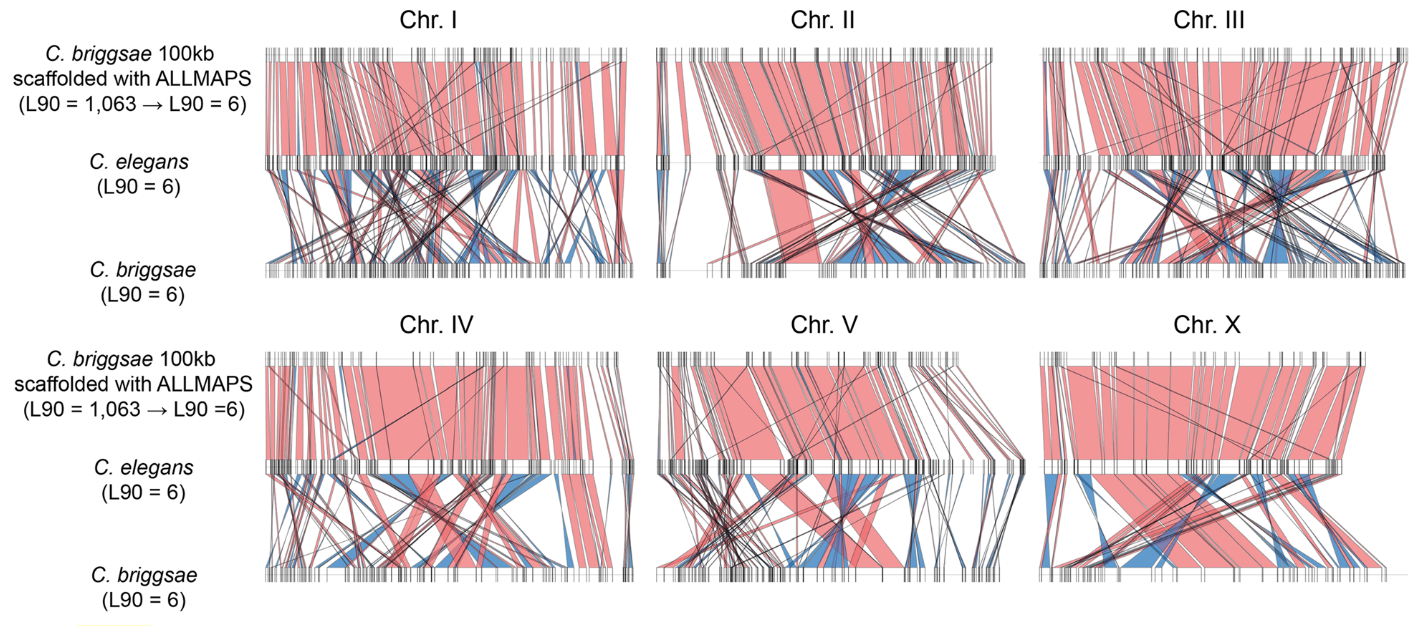 Chr. I
Chr. II
Chr. III
C. briggsae 100kb
scaffolded with ALLMAPS
(L90 = 1,063 → L90 = 6)
C. elegans
(L90 = 6)
C. briggsae
(L90 = 6)
Chr. IV
Chr. V
Chr. X
C. briggsae 100kb
scaffolded with ALLMAPS
(L90 = 1,063 → L90 =6)
C. elegans
(L90 = 6)
C. briggsae
(L90 = 6)